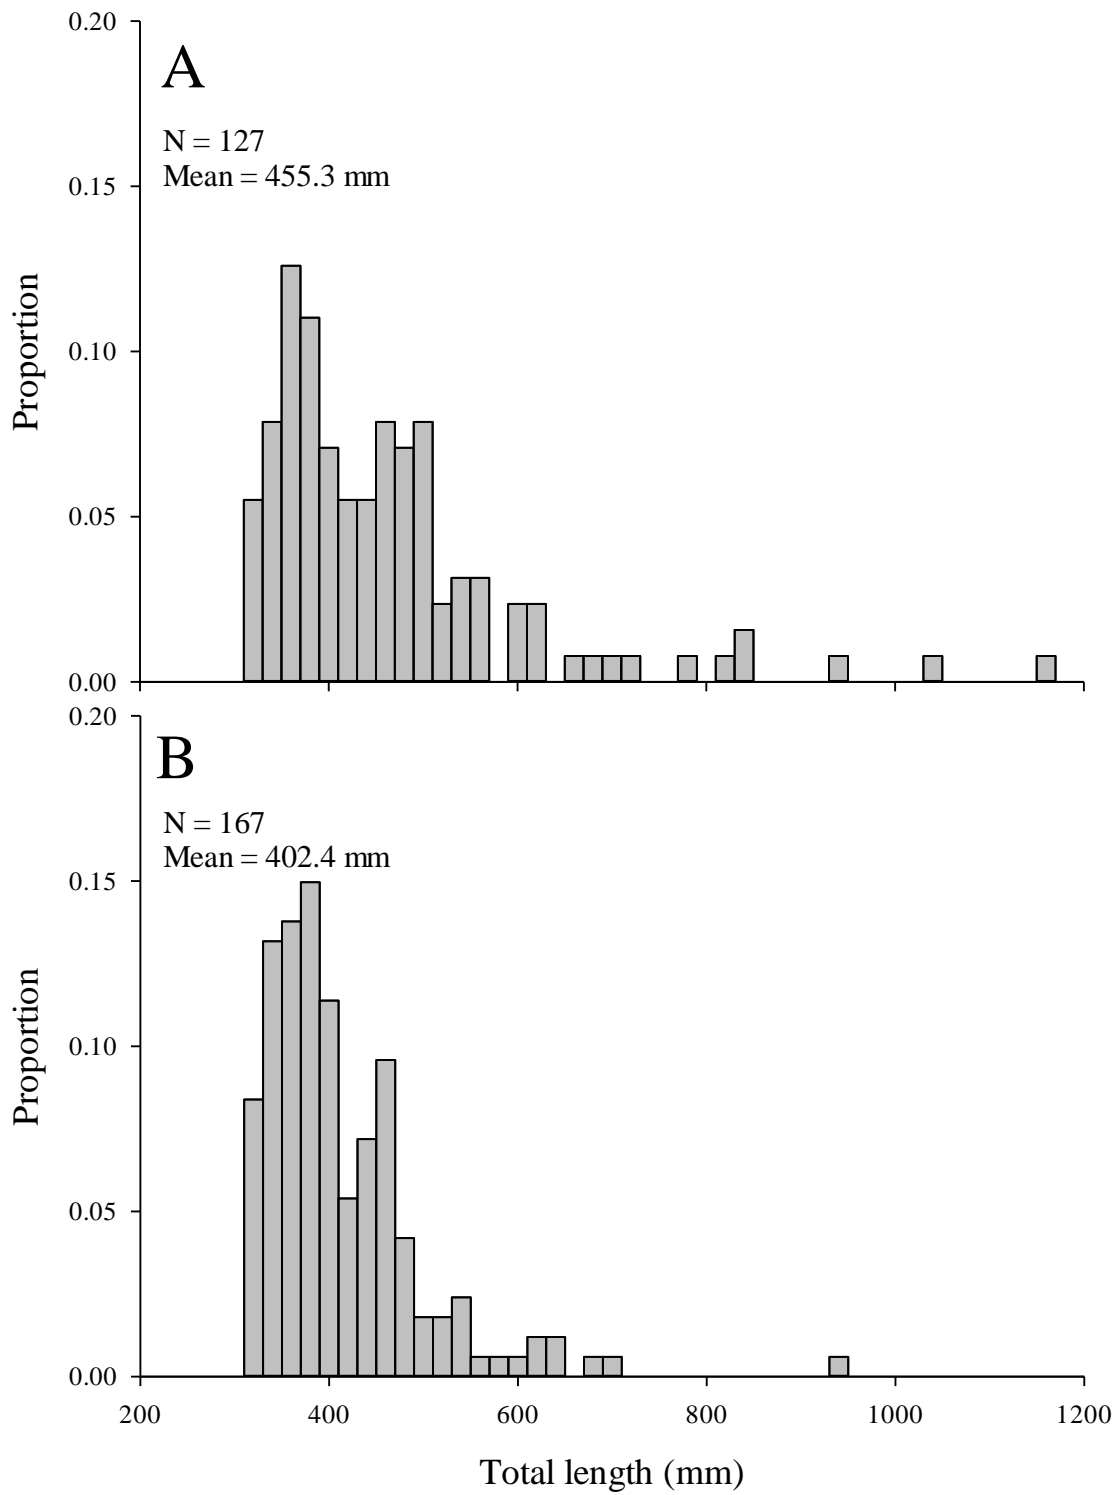 0.20
A
N = 127
Mean = 455.3 mm
0.15
Proportion
0.10
0.05
0.00
0.20
B
N = 167
Mean = 402.4 mm
0.15
Proportion
0.10
0.05
0.00
200 400 600 800 1000 1200
Total length (mm)